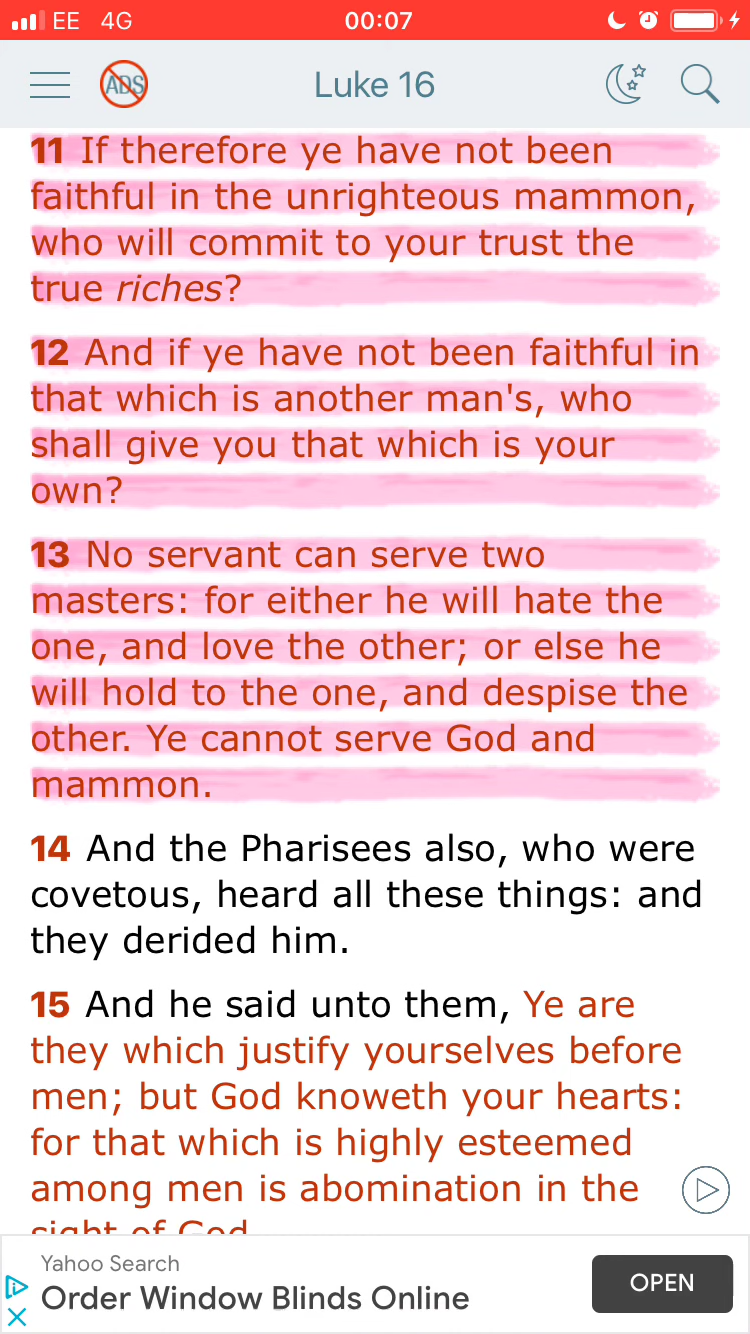 EE 4G 00:07
ADS Luke 16
11 If therefore ye have not been
faithful in the unrighteous mammon,
who will commit to your trust the
true riches?
12 And if ye have not been faithful in
that which is another man's, who
shall give you that which is your
own?
13 No servant can serve two
masters: for either he will hate the
one, and love the other; or else he
will hold to the one, and despise the
other. Ye cannot serve God and
mammon.
14 And the Pharisees also, who were
covetous, heard all these things: and
they derided him.
15 And he said unto them, Ye are
they which justify yourselves before
men; but God knoweth your hearts:
for that which is highly esteemed
among men is abomination in the
sight of God
Yahoo Search
Order Window Blinds Online
OPEN